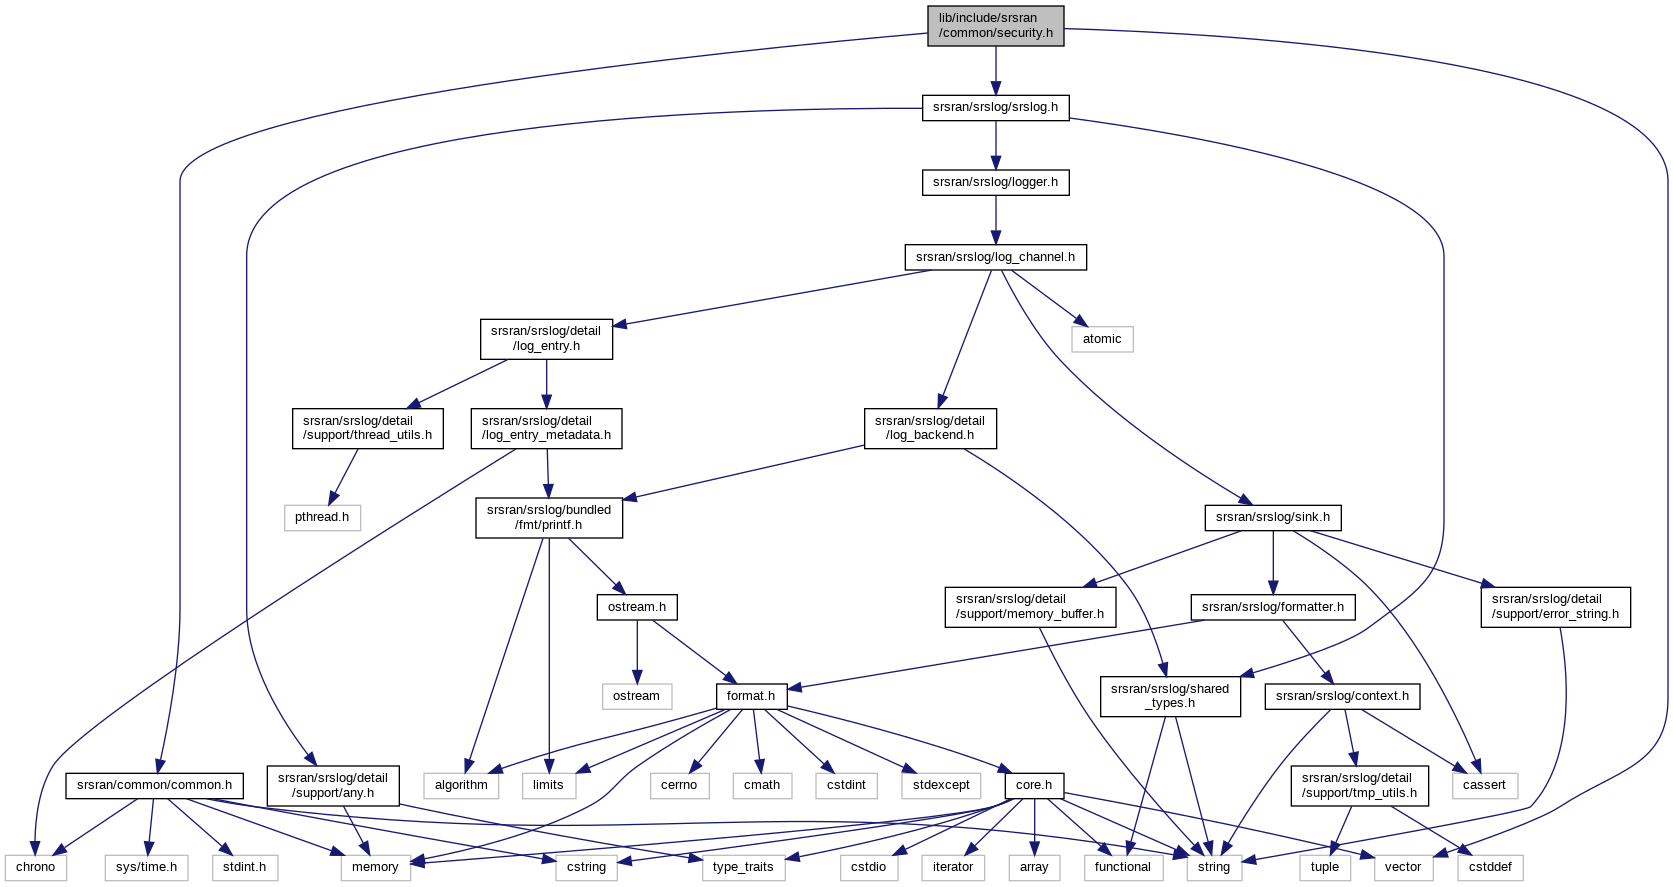 lib/include/srsran
/common/security.h
srsran/srslog/srslog.h
srsran/srslog/logger.h
srsran/srslog/log_channel.h
srsran/srslog/detail
/log_entry.h
atomic
srsran/srslog/detail
/support/thread_utils.h
srsran/srslog/detail
/log_entry_metadata.h
srsran/srslog/detail
/log_backend.h
pthread.h
srsran/srslog/bundled
/fmt/printf.h
srsran/srslog/sink.h
ostream.h
srsran/srslog/detail
/support/memory_buffer.h
srsran/srslog/formatter.h
srsran/srslog/detail
/support/error_string.h
ostream
format.h
srsran/srslog/shared
_types.h
srsran/srslog/context.h
srsran/common/common.h
srsran/srslog/detail
/support/any.h
algorithm
limits
cerrno
cmath
cstdint
stdexcept
core.h
srsran/srslog/detail
/support/tmp_utils.h
cassert
chrono
sys/time.h
stdint.h
memory
cstring
type_traits
cstdio
iterator
array
functional
string
tuple
vector
cstddef